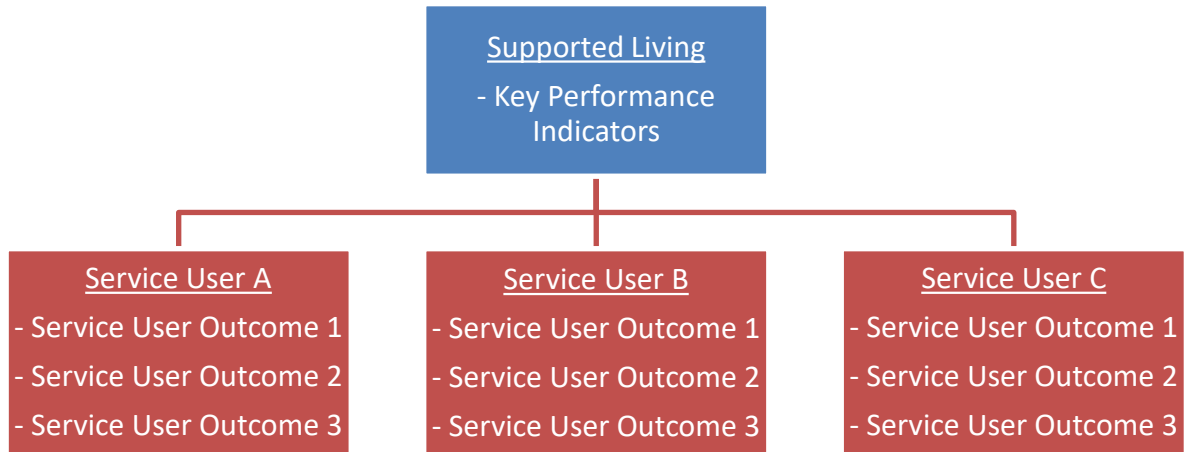 Supported Living
- Key Performance
Indicators
Service User A
- Service User Outcome 1
- Service User Outcome 2
- Service User Outcome 3
Service User B
- Service User Outcome 1
- Service User Outcome 2
- Service User Outcome 3
Service User C
- Service User Outcome 1
- Service User Outcome 2
- Service User Outcome 3